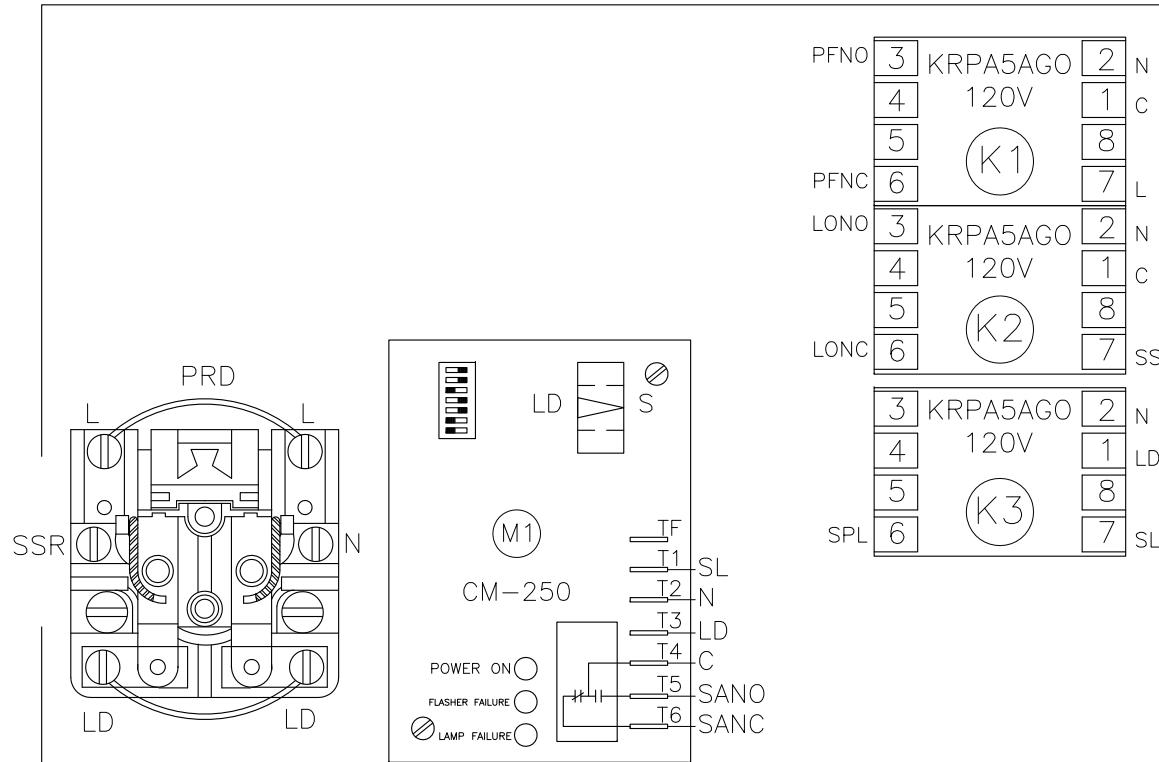 PFNO 3 KRPA5AGO 2 N
4 120V 1 C
5 K1 8
PFNC 6 7 L
LONO 3 KRPA5AGO 2 N
4 120V 1 C
5 K2 8
LONC 6 7 SS
3 KRPA5AGO 2 N
4 120V 1 LD
5 K3 8
SPL 6 7 SL
PRD
L L
SSR N
LD LD
LD S
M1
CM-250
TF
T1 SL
T2 N
T3 LD
T4 C
T5 SANO
T6 SANC
POWER ON
FLASHER FAILURE
LAMP FAILURE